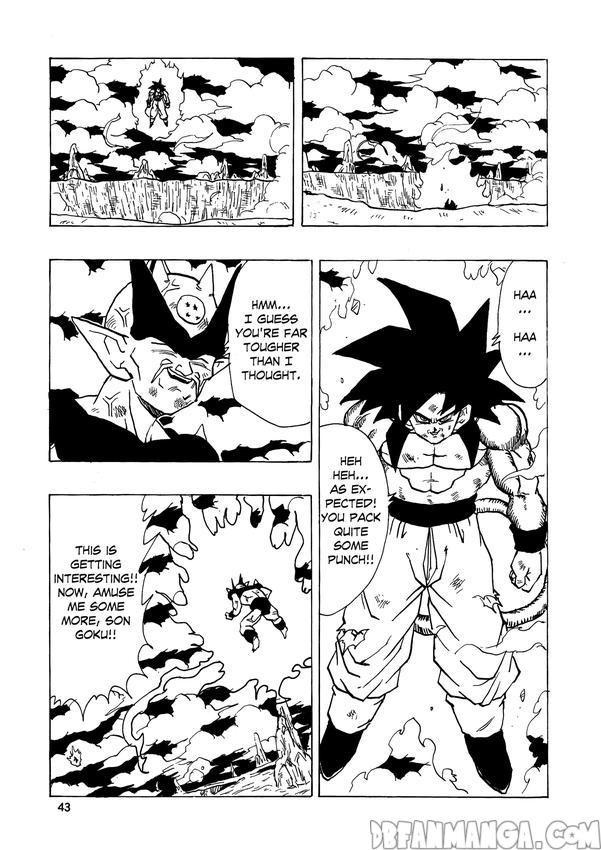 HAA
...
HAA
...
HEH
HEH...
AS EX-
PECTED!
YOU PACK
QUITE
SOME
PUNCH!!
HMM...
I GUESS
YOU'RE FAR
TOUGHER
THAN I
THOUGHT.
THIS IS
GETTING
INTERESTING!!
NOW, AMUSE
ME SOME
MORE, SON
GOKU!!
43
DBFANMANGA.COM